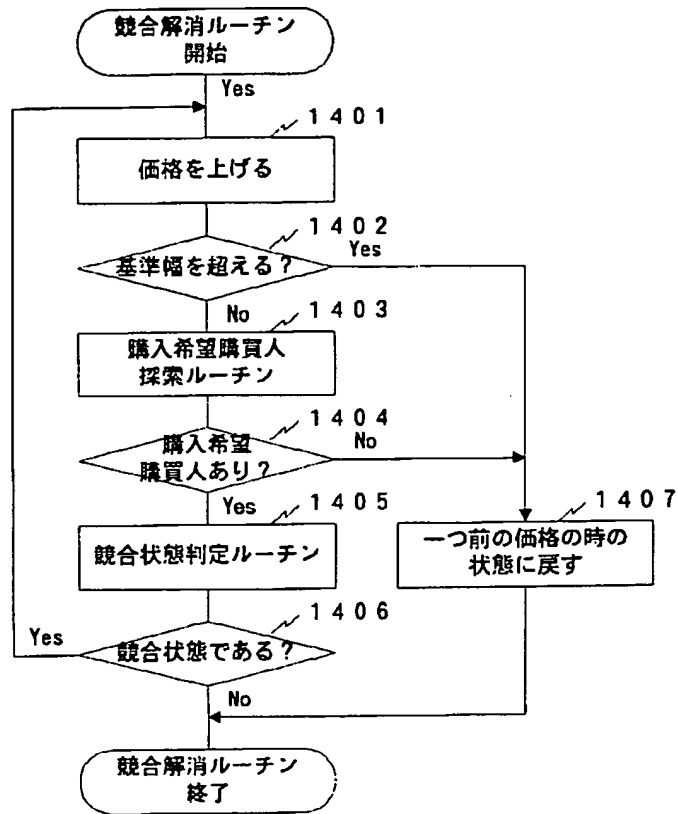 競合解消ルーチン
開始
Yes
1401
価格を上げる
1402
基準幅を超える?
Yes
No
1403
購入希望購買人
探索ルーチン
1404
購入希望
購買人あり?
No
Yes
1405
競合状態判定ルーチン
1407
一つ前の価格の時の
状態に戻す
1406
競合状態である?
Yes
No
競合解消ルーチン
終了